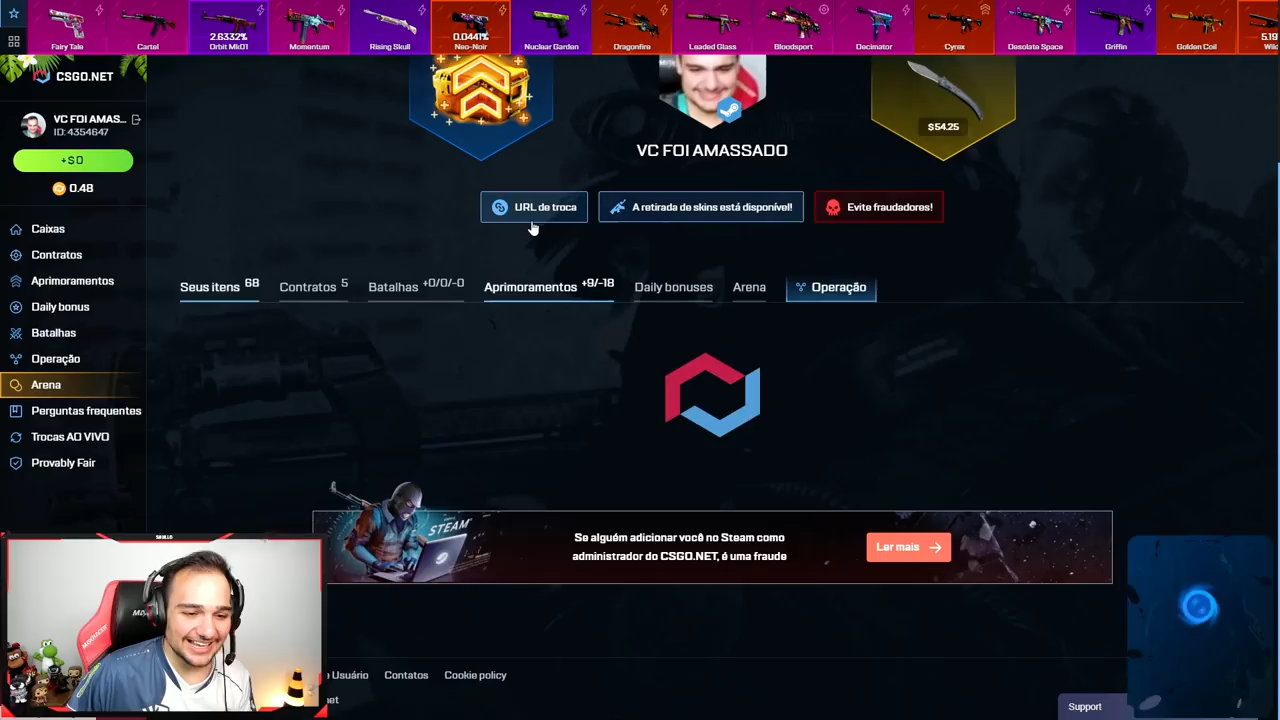 Fairy Tale
Cartel
2.6332%
Orbit Mk01
Momentum
Rising Skull
0.0441%
Neo-Noir
Nuclear Garden
Dragonfire
Leaded Glass
Bloodsport
Decimator
Cyrex
Desolate Space
Griffin
Golden Coil
5.19
CSGO.NET
VC FOI AMAS...
ID: 4354647
+$0
0.48
Caixas
Contratos
Aprimoramentos
Daily bonus
Batalhas
Operação
Arena
Perguntas frequentes
Trocas AO VIVO
Provably Fair
$54.25
VC FOI AMASSADO
URL de troca
A retirada de skins está disponível!
Evite fraudadores!
Seus itens 68
Contratos 5
Batalhas +0/0/-0
Aprimoramentos +9/-18
Daily bonuses
Arena
Operação
STEAM
Se alguém adicionar você no Steam como
administrador do CSGO.NET, é uma fraude
Ler mais
SKILLS
Usuário
Contatos
Cookie policy
Support